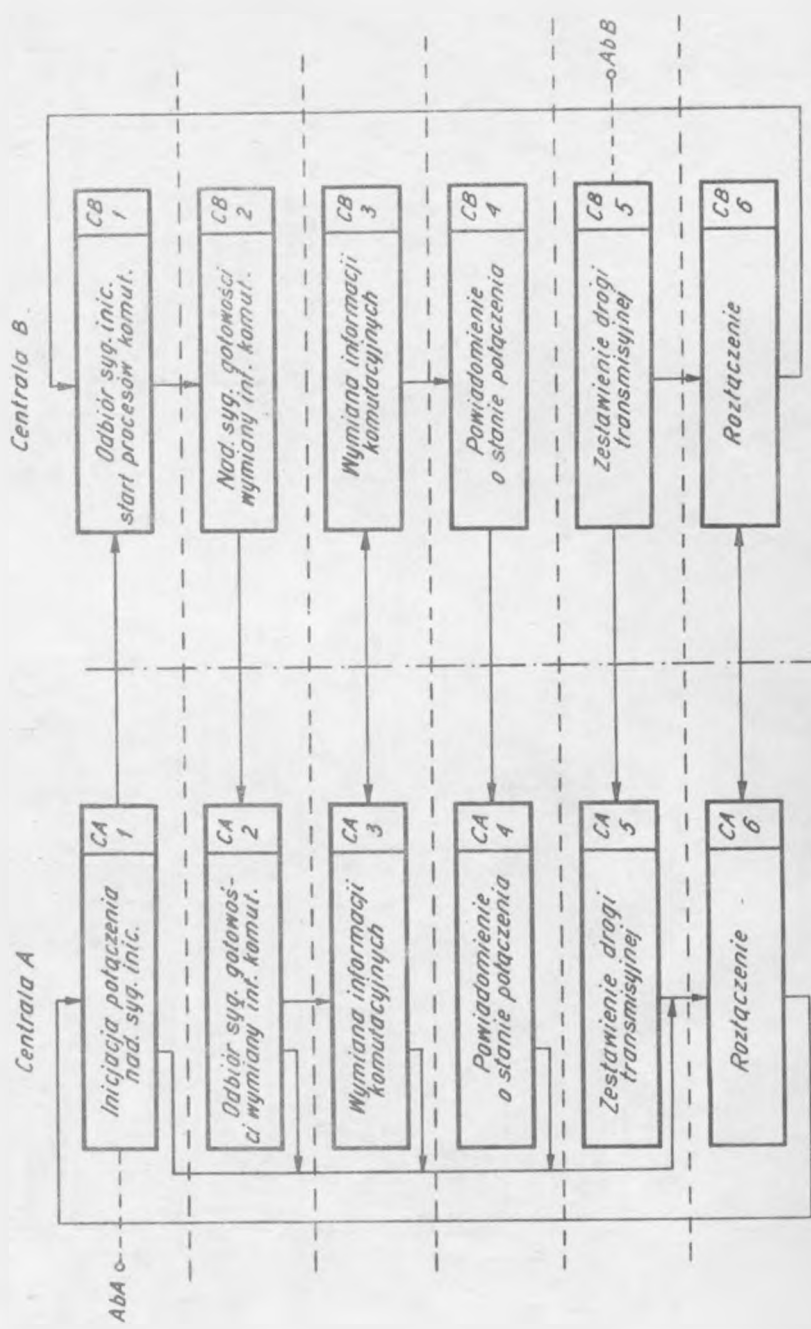 Centrala A
Centrala B
AbA
Inicjacja połączenia
nad. syg. inic.
CA
1
Odbiór syg. inic.
start procesów komut.
CB
1
Odbiór syg. gotowoś-
ci wymiany inf. komut.
CA
2
Nad. syg. gotowości
wymiany inf. komut.
CB
2
Wymiana informacji
komutacyjnych
CA
3
Wymiana informacji
komutacyjnych
CB
3
Powiadomienie
o stanie połączenia
CA
4
Powiadomienie
o stanie połączenia
CB
4
Zestawienie drogi
transmisyjnej
CA
5
Zestawienie drogi
transmisyjnej
CB
5
AbB
Rozłączenie
CA
6
Rozłączenie
CB
6